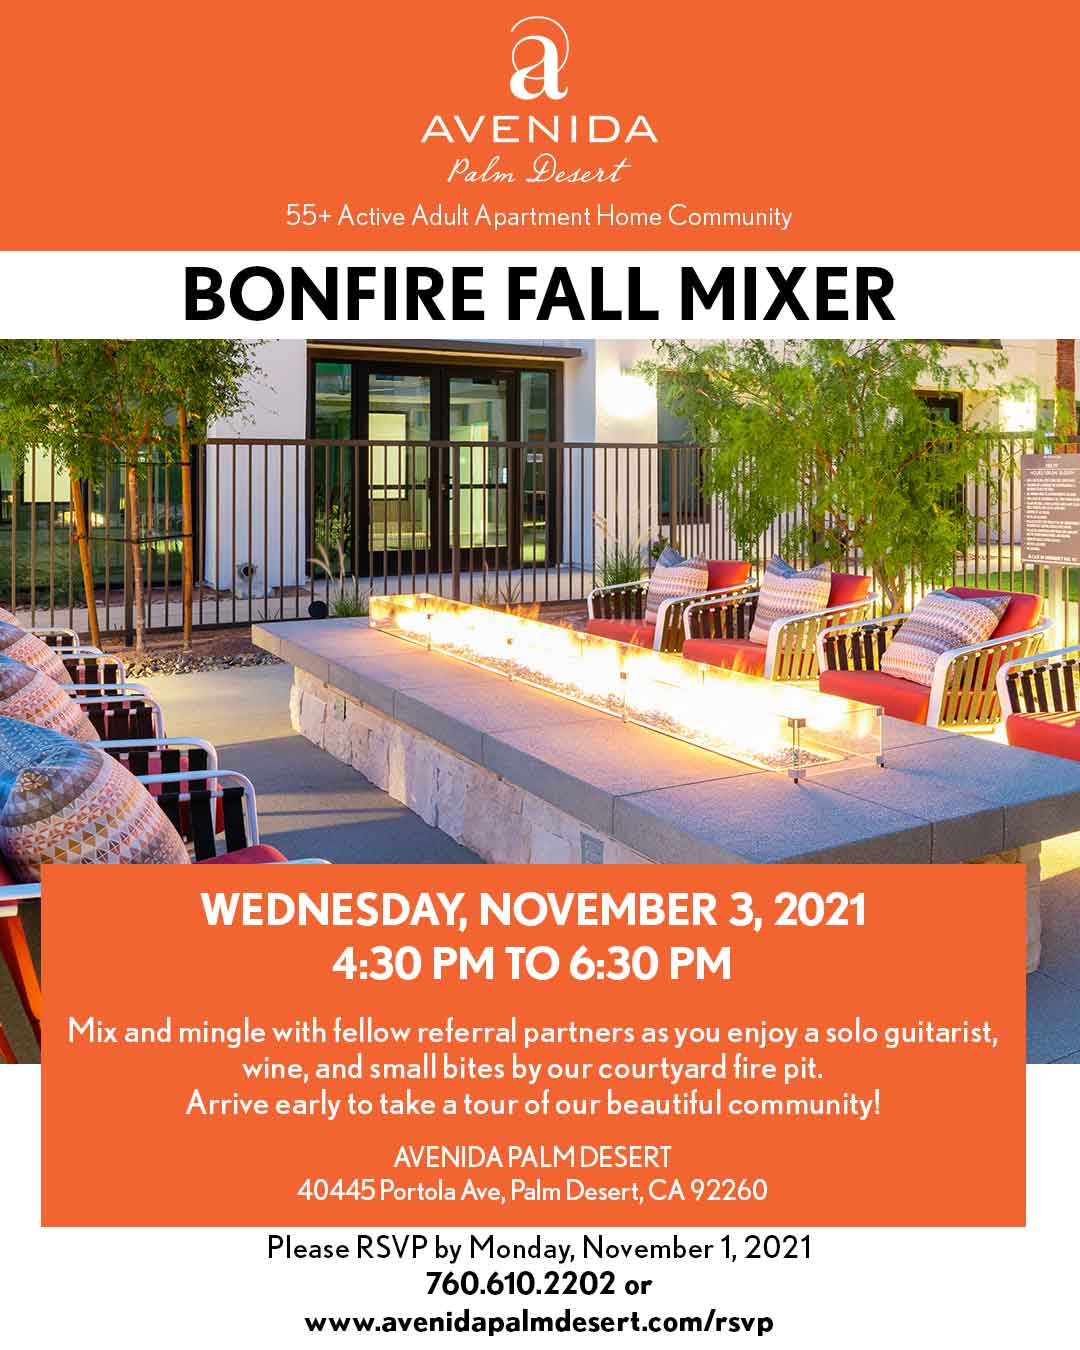 a
AVENIDA
Palm Desert
55+ Active Adult Apartment Home Community
BONFIRE FALL MIXER
WEDNESDAY, NOVEMBER 3, 2021
4:30 PM TO 6:30 PM
Mix and mingle with fellow referral partners as you enjoy a solo guitarist,
wine, and small bites by our courtyard fire pit.
Arrive early to take a tour of our beautiful community!
AVENIDA PALM DESERT
40445 Portola Ave, Palm Desert, CA 92260
Please RSVP by Monday, November 1, 2021
760.610.2202 or
www.avenidapalmdesert.com/rsvp